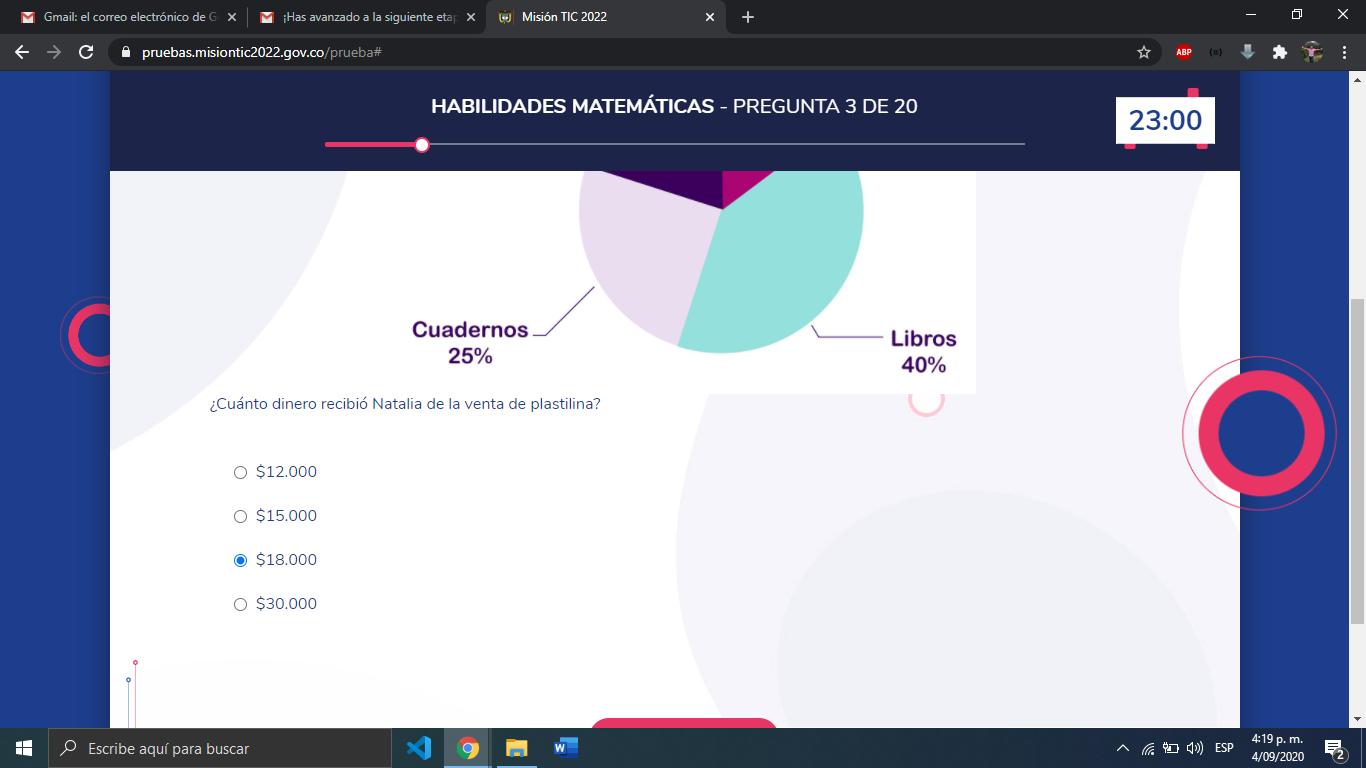 Gmail: el correo electrónico de G
¡Has avanzado a la siguiente etap
Misión TIC 2022
pruebas.misiontic2022.gov.co/prueba#
ABP
HABILIDADES MATEMÁTICAS - PREGUNTA 3 DE 20
23:00
Cuadernos
25%
Libros
40%
¿Cuánto dinero recibió Natalia de la venta de plastilina?
$12.000
$15.000
$18.000
$30.000
Escribe aquí para buscar
W
ESP
4:19 p. m.
4/09/2020
2